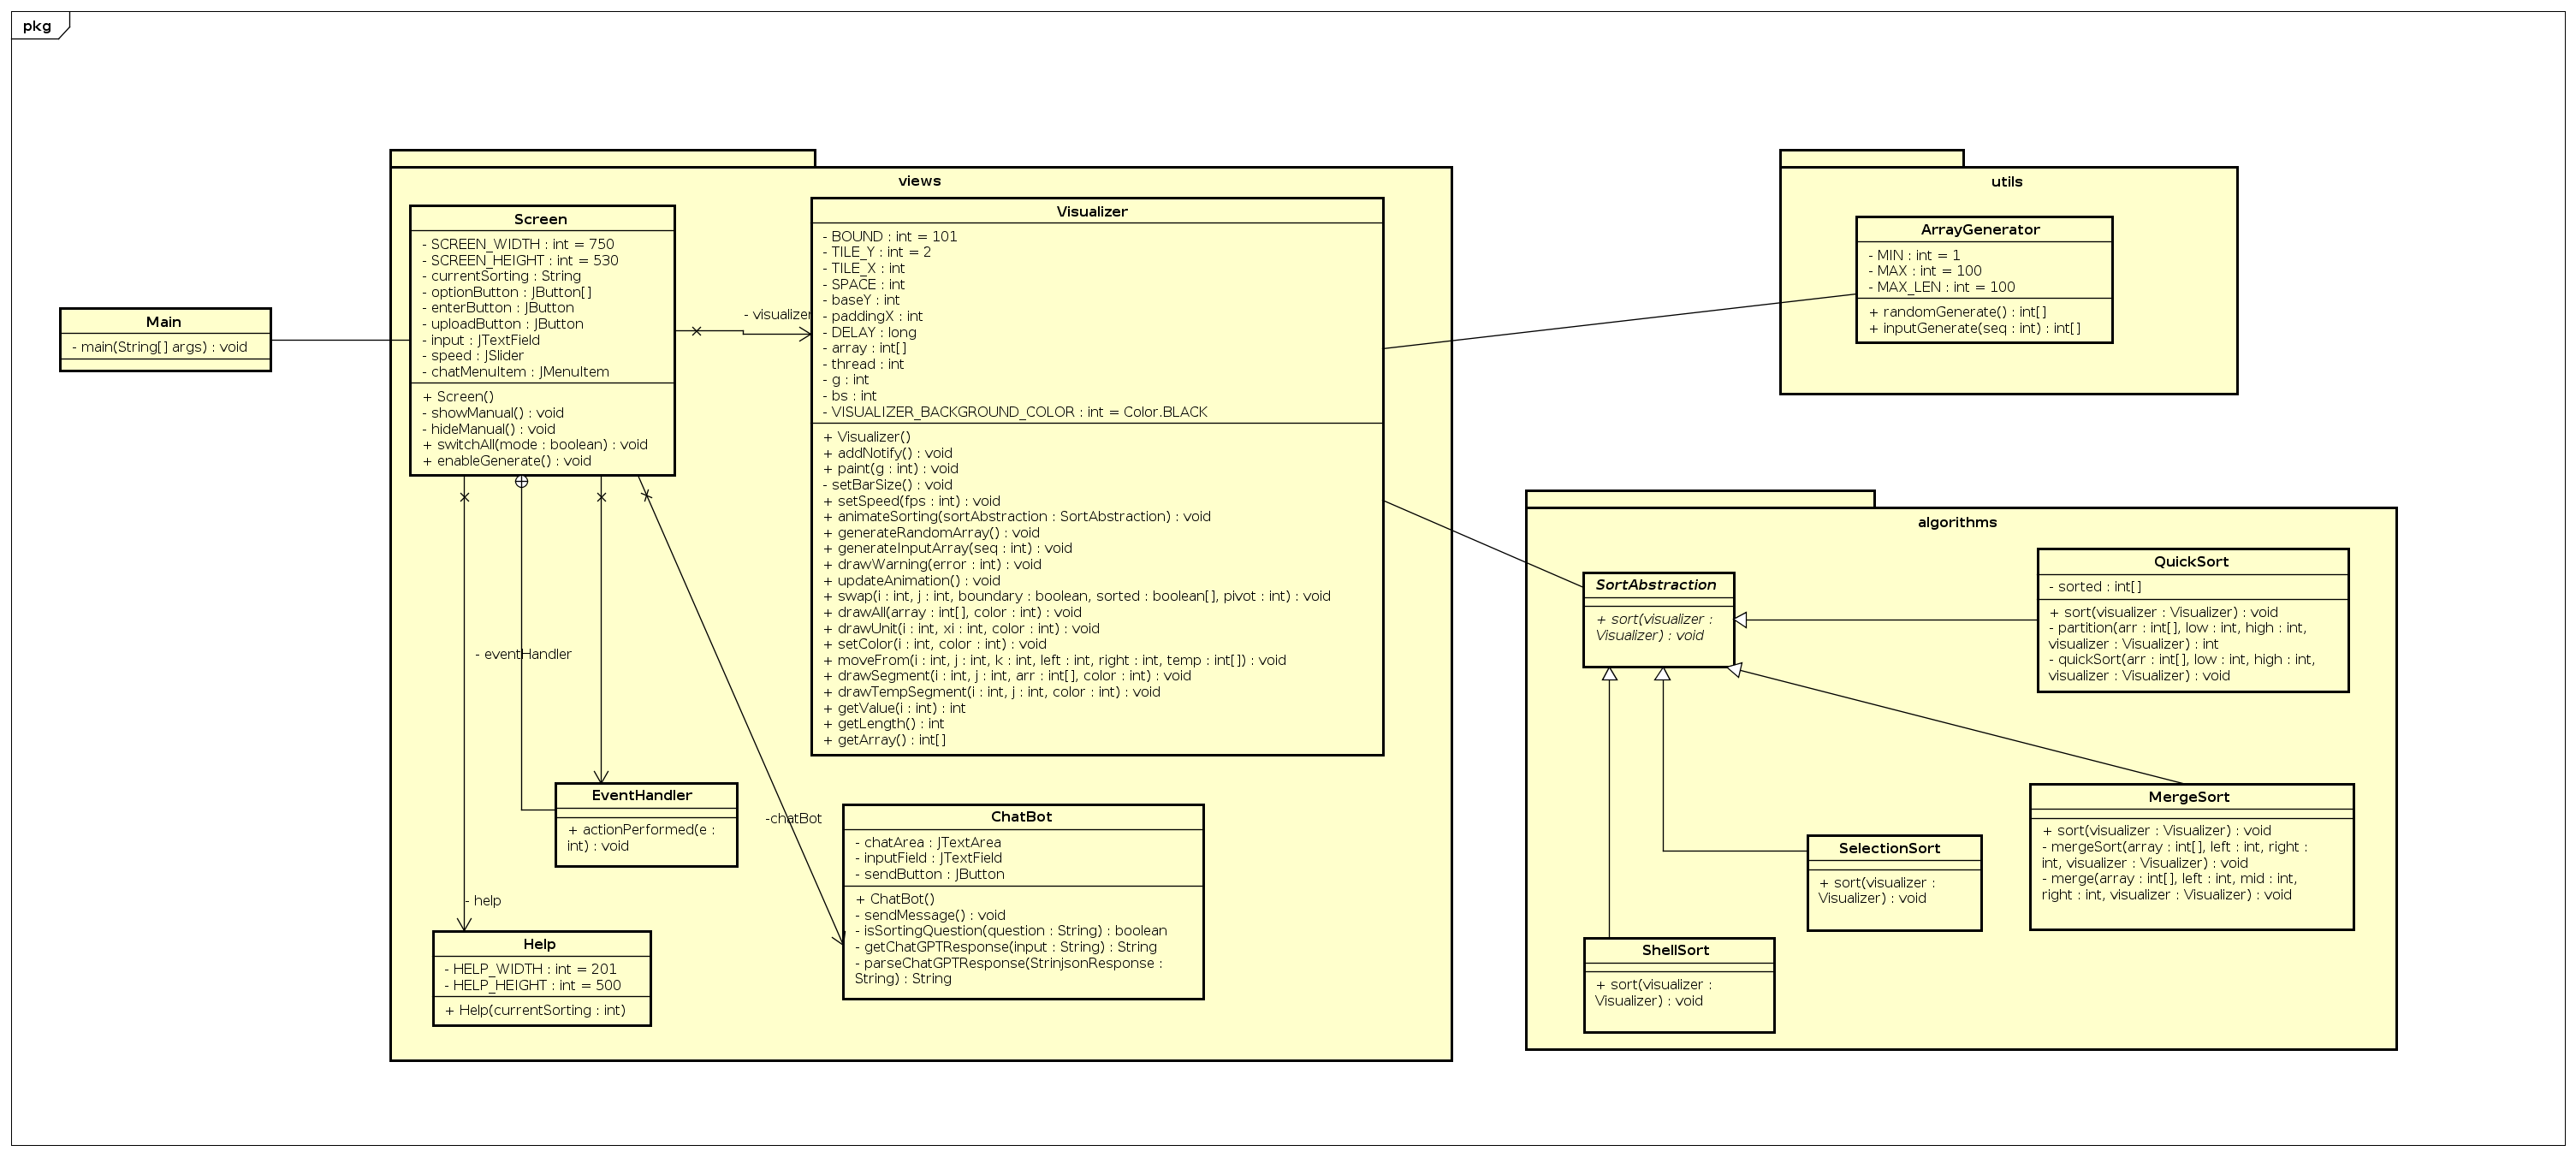 pkg
Main
- main(String[] args) : void
views
Screen
- SCREEN_WIDTH : int = 750
- SCREEN_HEIGHT : int = 530
- currentSorting : String
- optionButton : JButton[]
- enterButton : JButton
- uploadButton : JButton
- input : JTextField
- speed : JSlider
- chatMenuItem : JMenuItem
+ Screen()
- showManual() : void
- hideManual() : void
+ switchAll(mode : boolean) : void
+ enableGenerate() : void
- visualizer
Visualizer
- BOUND : int = 101
- TILE_Y : int = 2
- TILE_X : int
- SPACE : int
- baseY : int
- paddingX : int
- DELAY : long
- array : int[]
- thread : int
- g : int
- bs : int
- VISUALIZER_BACKGROUND_COLOR : int = Color.BLACK
+ Visualizer()
+ addNotify() : void
+ paint(g : int) : void
- setBarSize() : void
+ setSpeed(fps : int) : void
+ animateSorting(sortAbstraction : SortAbstraction) : void
+ generateRandomArray() : void
+ generateInputArray(seq : int) : void
+ drawWarning(error : int) : void
+ updateAnimation() : void
+ swap(i : int, j : int, boundary : boolean, sorted : boolean[], pivot : int) : void
+ drawAll(array : int[], color : int) : void
+ drawUnit(i : int, xi : int, color : int) : void
+ setColor(i : int, color : int) : void
+ moveFrom(i : int, j : int, k : int, left : int, right : int, temp : int[]) : void
+ drawSegment(i : int, j : int, arr : int[], color : int) : void
+ drawTempSegment(i : int, j : int, color : int) : void
+ getValue(i : int) : int
+ getLength() : int
+ getArray() : int[]
- eventHandler
EventHandler
+ actionPerformed(e :
int) : void
-chatBot
ChatBot
- chatArea : JTextArea
- inputField : JTextField
- sendButton : JButton
+ ChatBot()
- sendMessage() : void
- isSortingQuestion(question : String) : boolean
- getChatGPTResponse(input : String) : String
- parseChatGPTResponse(StrinjsonResponse :
String) : String
- help
Help
- HELP_WIDTH : int = 201
- HELP_HEIGHT : int = 500
+ Help(currentSorting : int)
utils
ArrayGenerator
- MIN : int = 1
- MAX : int = 100
- MAX_LEN : int = 100
+ randomGenerate() : int[]
+ inputGenerate(seq : int) : int[]
algorithms
SortAbstraction
+ sort(visualizer :
Visualizer) : void
QuickSort
- sorted : int[]
+ sort(visualizer : Visualizer) : void
- partition(arr : int[], low : int, high : int,
visualizer : Visualizer) : int
- quickSort(arr : int[], low : int, high : int,
visualizer : Visualizer) : void
MergeSort
+ sort(visualizer : Visualizer) : void
- mergeSort(array : int[], left : int, right :
int, visualizer : Visualizer) : void
- merge(array : int[], left : int, mid : int,
right : int, visualizer : Visualizer) : void
SelectionSort
+ sort(visualizer :
Visualizer) : void
ShellSort
+ sort(visualizer :
Visualizer) : void